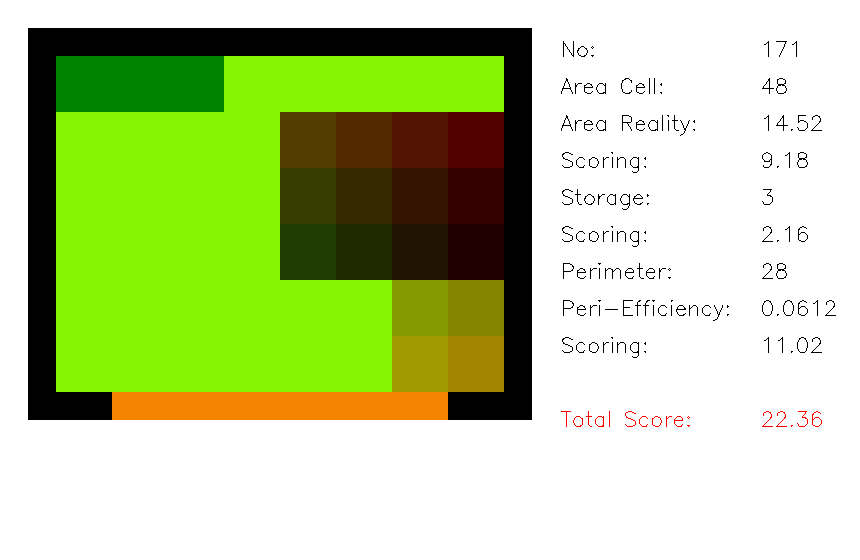 No: 171
Area Cell: 48
Area Reality: 14.52
Scoring: 9.18
Storage: 3
Scoring: 2.16
Perimeter: 28
Peri-Efficiency: 0.0612
Scoring: 11.02
Total Score: 22.36